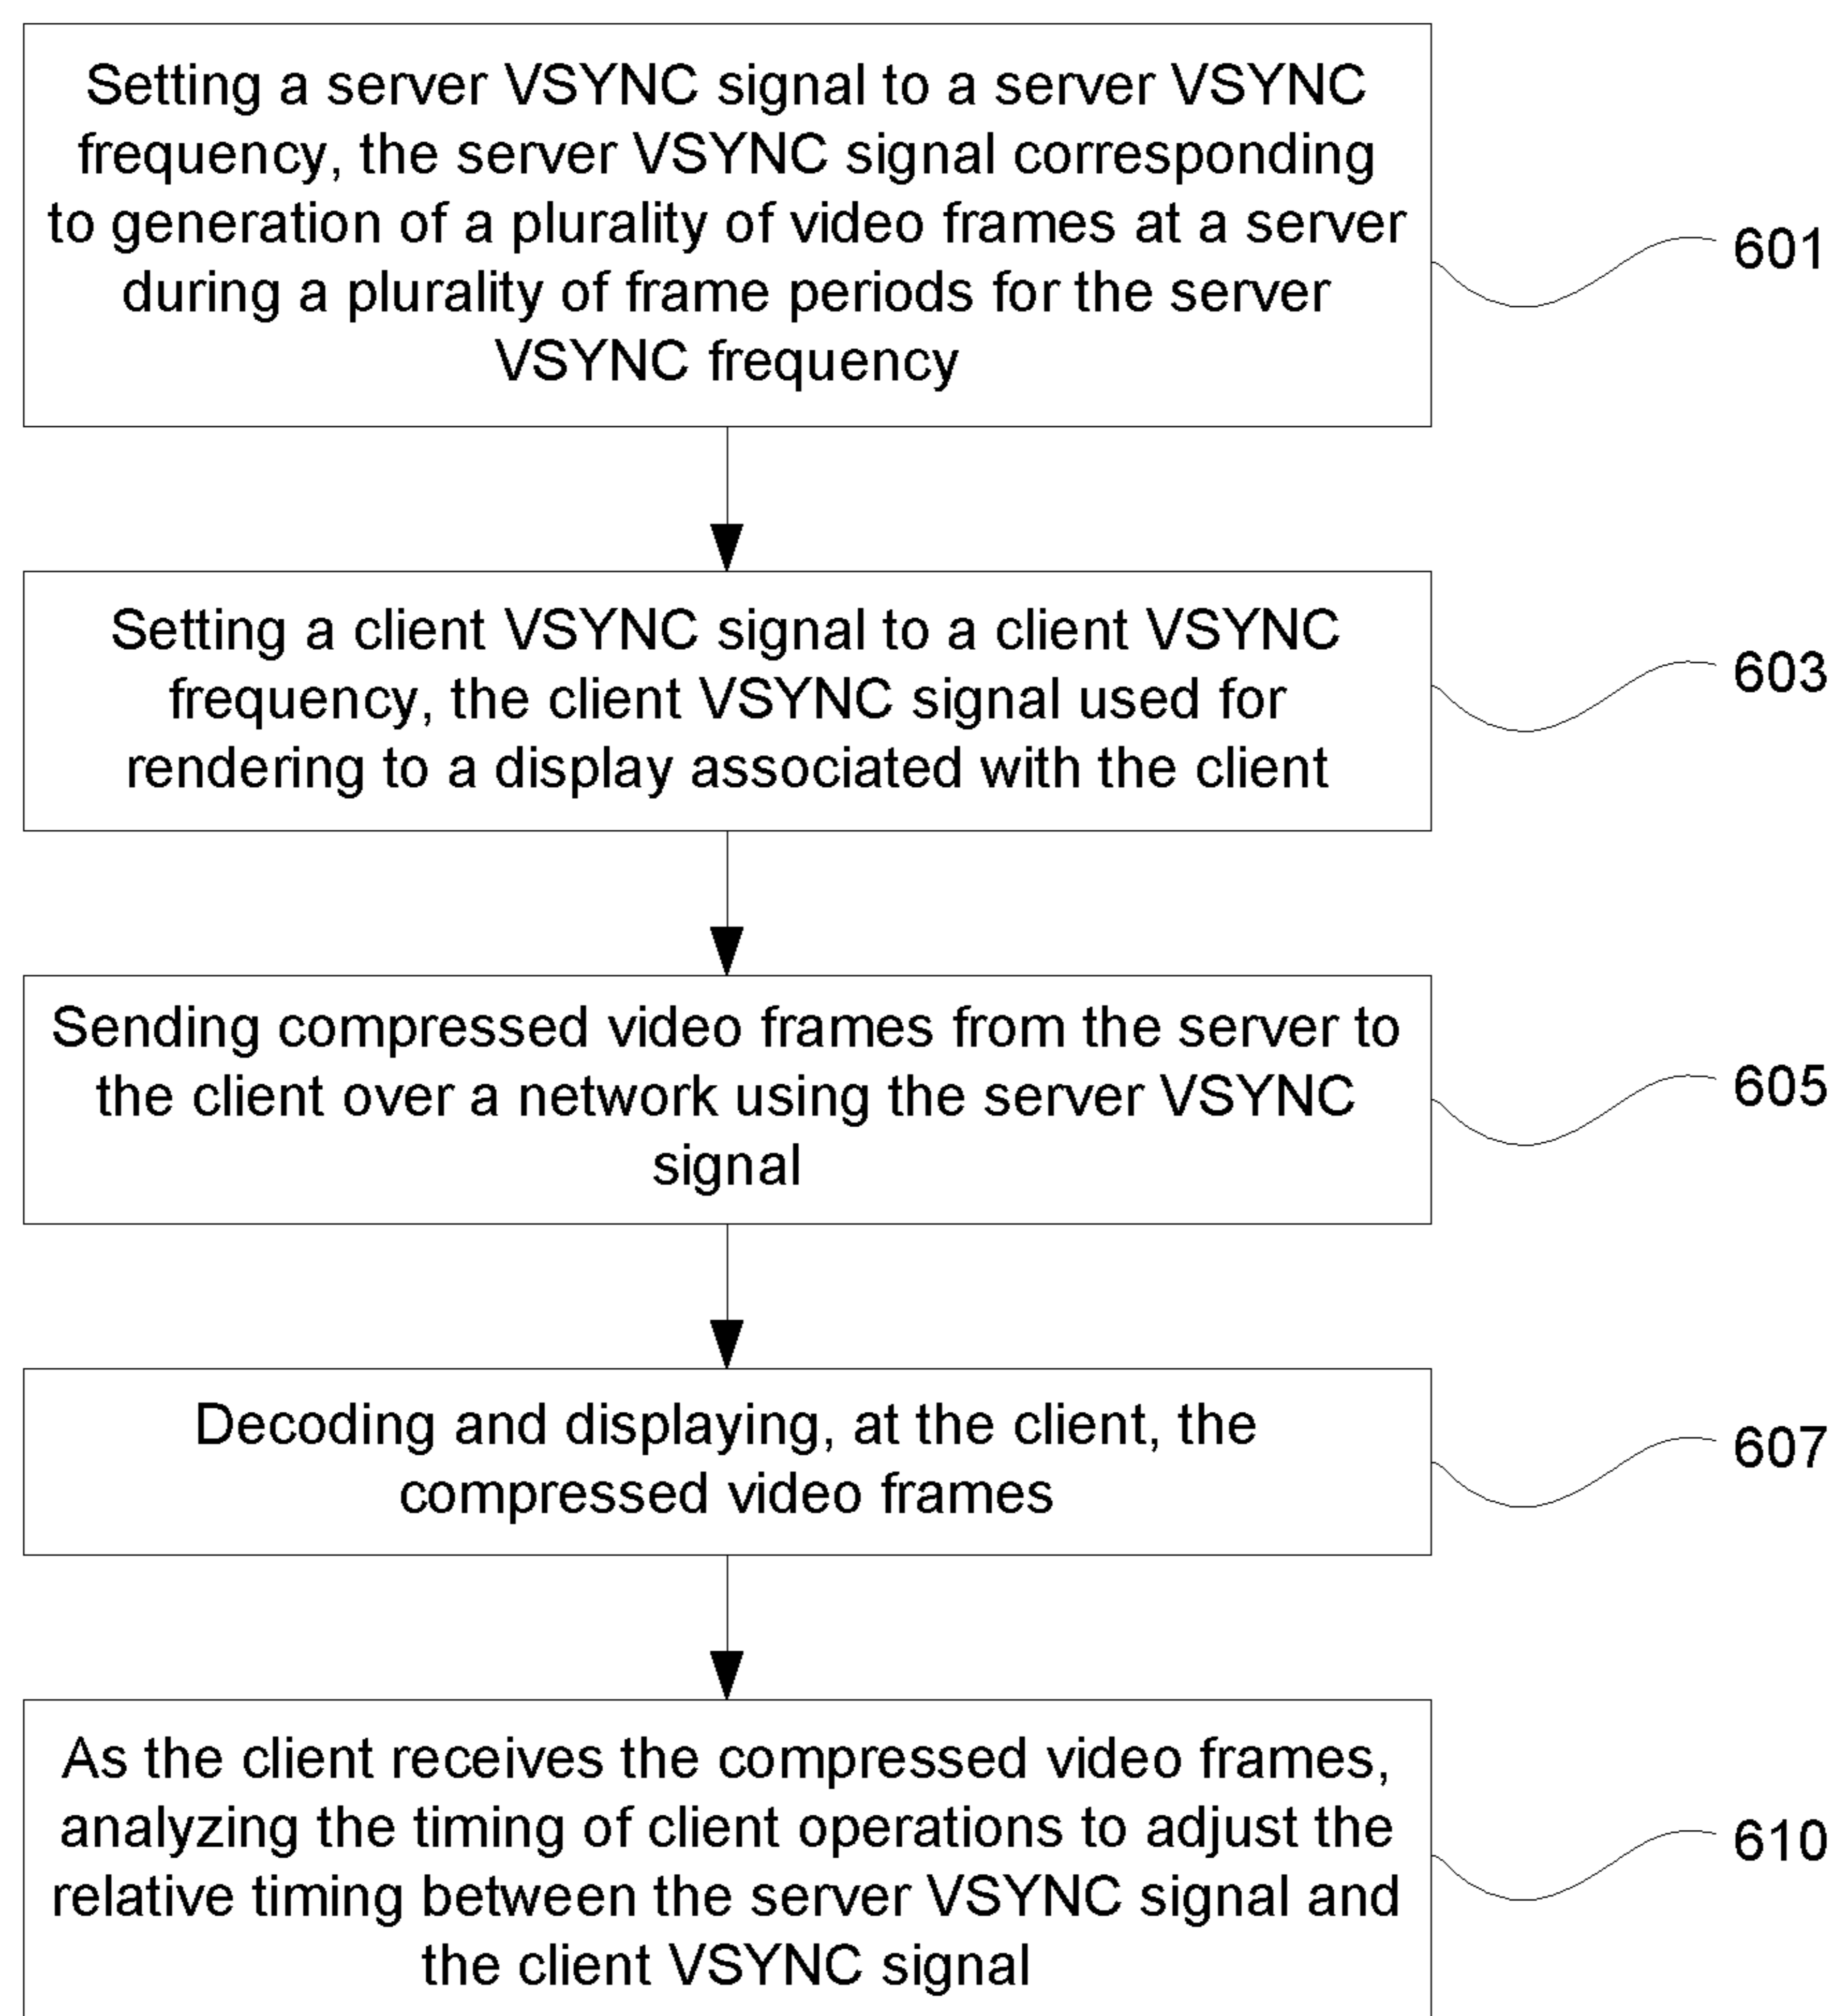 Setting a server VSYNC signal to a server VSYNC
frequency, the server VSYNC signal corresponding
to generation of a plurality of video frames at a server
during a plurality of frame periods for the server
VSYNC frequency
601
Setting a client VSYNC signal to a client VSYNC
frequency, the client VSYNC signal used for
rendering to a display associated with the client
603
Sending compressed video frames from the server to
the client over a network using the server VSYNC
signal
605
Decoding and displaying, at the client, the
compressed video frames
607
As the client receives the compressed video frames,
analyzing the timing of client operations to adjust the
relative timing between the server VSYNC signal and
the client VSYNC signal
610